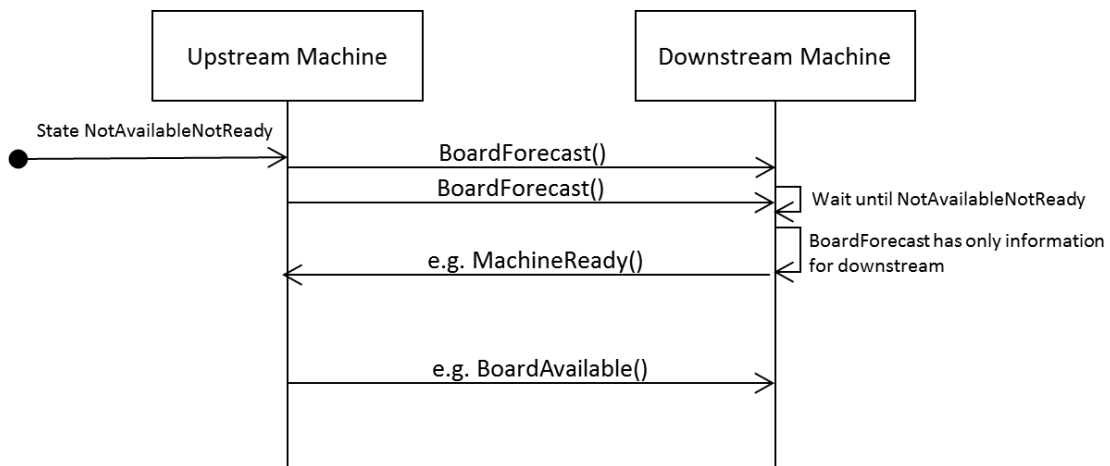 Upstream Machine
Downstream Machine
State NotAvailableNotReady
BoardForecast()
BoardForecast()
Wait until NotAvailableNotReady
BoardForecast has only information
for downstream
e.g. MachineReady()
e.g. BoardAvailable()